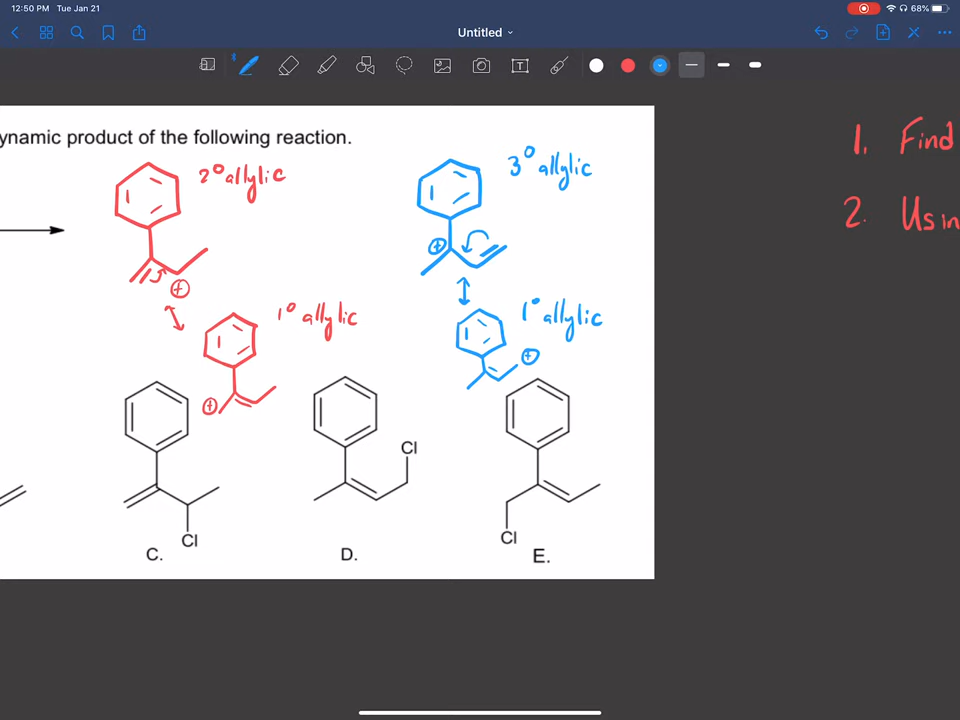 12:50 PM Tue Jan 21
68%
Untitled
T
ynamic product of the following reaction.
1. Find
2. Usin
2° allylic
3° allylic
1° allylic
1° allylic
Cl
Cl
Cl
C.
D.
E.